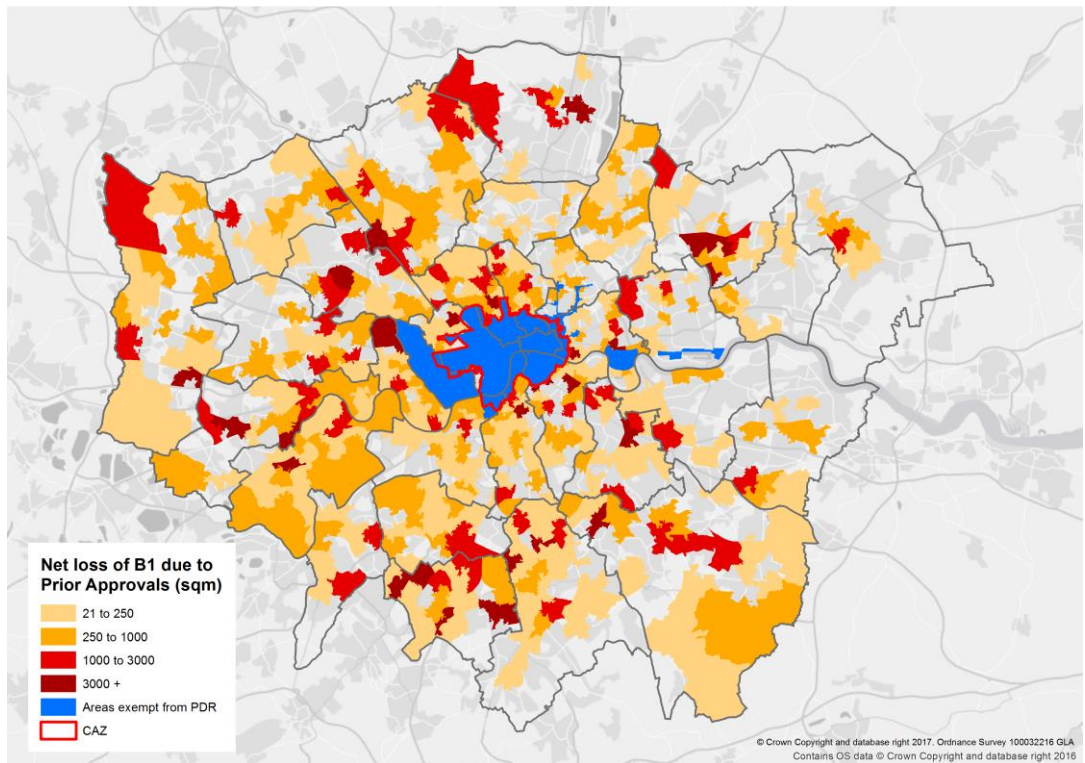 Net loss of B1 due to
Prior Approvals (sqm)
21 to 250
250 to 1000
1000 to 3000
3000 +
Areas exempt from PDR
CAZ
© Crown Copyright and database right 2017. Ordnance Survey 100032216 GLA
Contains OS data © Crown Copyright and database right 2016